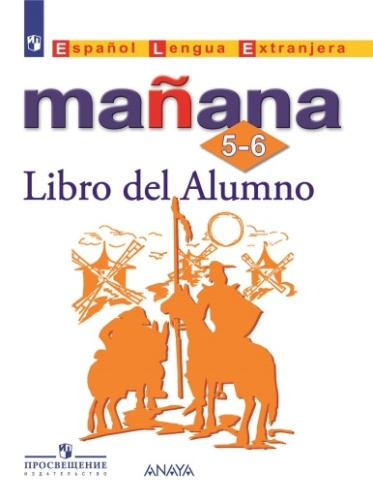 Español Lengua Extranjera
mañana
5-6
Libro del Alumno
ПРОСВЕЩЕНИЕ
ИЗДАТЕЛЬСТВО
ANAYA